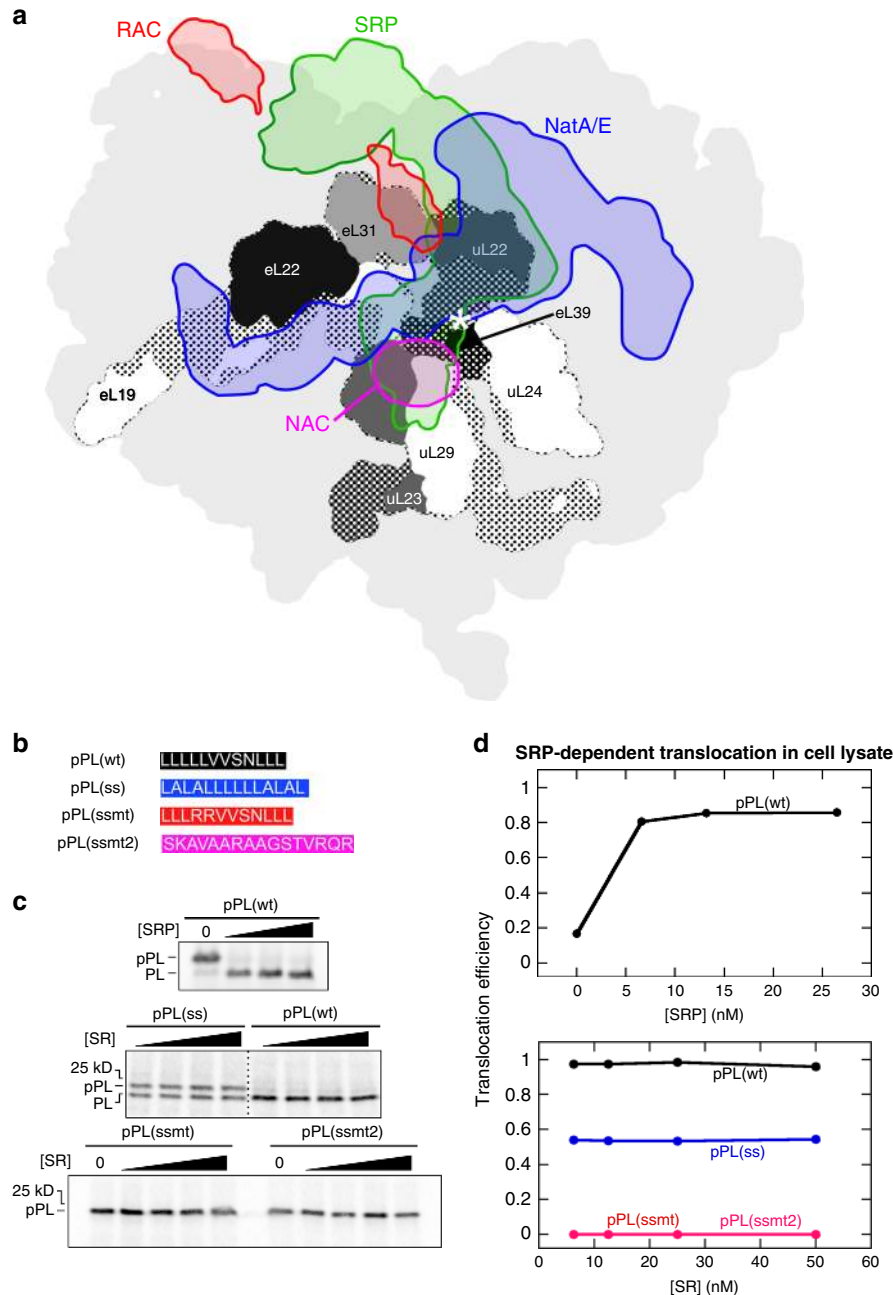 a
RAC
SRP
NatA/E
eL31
uL22
eL22
eL39
eL19
uL24
NAC
uL29
uL23
b
pPL(wt) LLLLLVVSNLLL
pPL(ss) LALALLLLLLALAL
pPL(ssmt) LLLRRVVSNLLL
pPL(ssmt2) SKAVAARAAGSTVRQR
c
pPL(wt)
[SRP] 0
pPL
PL
pPL(ss) pPL(wt)
[SR]
25 kD
pPL
PL
pPL(ssmt) pPL(ssmt2)
[SR] 0 0
25 kD
pPL
d
SRP-dependent translocation in cell lysate
Translocation efficiency
pPL(wt)
1
0.8
0.6
0.4
0.2
0
0 5 10 15 20 25 30
[SRP] (nM)
1
0.8
0.6
0.4
0.2
0
pPL(wt)
pPL(ss)
pPL(ssmt) pPL(ssmt2)
0 10 20 30 40 50 60
[SR] (nM)